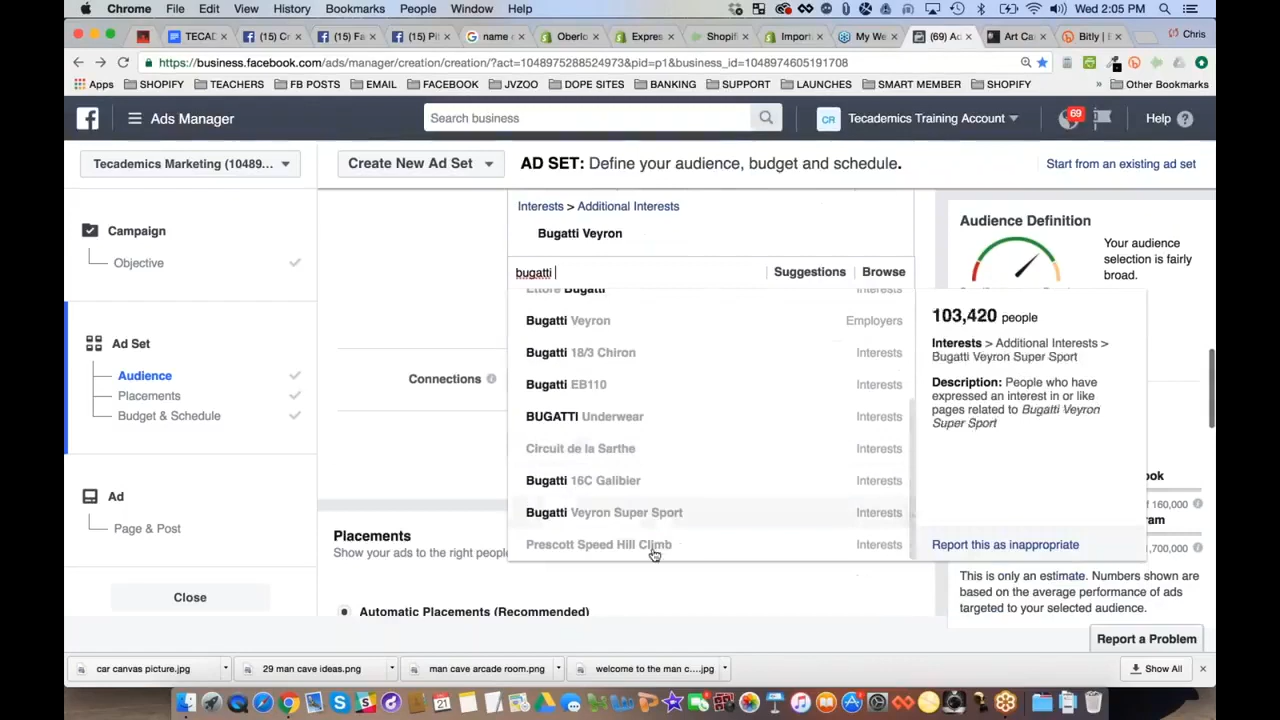 Chrome File Edit View History Bookmarks People Window Help
Wed 2:05 PM
TECAD
(15) C
(15) Fa
(15) Pi
name c
Oberlo
Expres
Shopifi
Import
My We
(69) Ad
Art Ca
Bitly |
Chris
https://business.facebook.com/ads/manager/creation/creation/?act=1048975288524973&pid=p1&business_id=1048974605191708
Apps SHOPIFY TEACHERS FB POSTS EMAIL FACEBOOK JVZOO DOPE SITES BANKING SUPPORT LAUNCHES SMART MEMBER SHOPIFY » Other Bookmarks
Ads Manager
Search business
CR Tecademics Training Account
69
Help
Tecademics Marketing (10489...
Create New Ad Set
AD SET: Define your audience, budget and schedule.
Start from an existing ad set
Campaign
Objective
Ad Set
Audience
Placements
Budget & Schedule
Ad
Page & Post
Close
Interests > Additional Interests
Bugatti Veyron
bugatti
Suggestions
Browse
Ettore Bugatti Interests
Bugatti Veyron Employers
Bugatti 18/3 Chiron Interests
Bugatti EB110 Interests
BUGATTI Underwear Interests
Circuit de la Sarthe Interests
Bugatti 16C Galibier Interests
Bugatti Veyron Super Sport Interests
Prescott Speed Hill Climb Interests
Connections
Placements
Show your ads to the right people
Automatic Placements (Recommended)
Audience Definition
Your audience
selection is fairly
broad.
103,420 people
Interests > Additional Interests >
Bugatti Veyron Super Sport
Description: People who have
expressed an interest in or like
pages related to Bugatti Veyron
Super Sport
Report this as inappropriate
ook
of 160,000
ram
,700,000
This is only an estimate. Numbers shown are
based on the average performance of ads
targeted to your selected audience.
Report a Problem
car canvas picture.jpg
29 man cave ideas.png
man cave arcade room.png
welcome to the man c....jpg
Show All
21